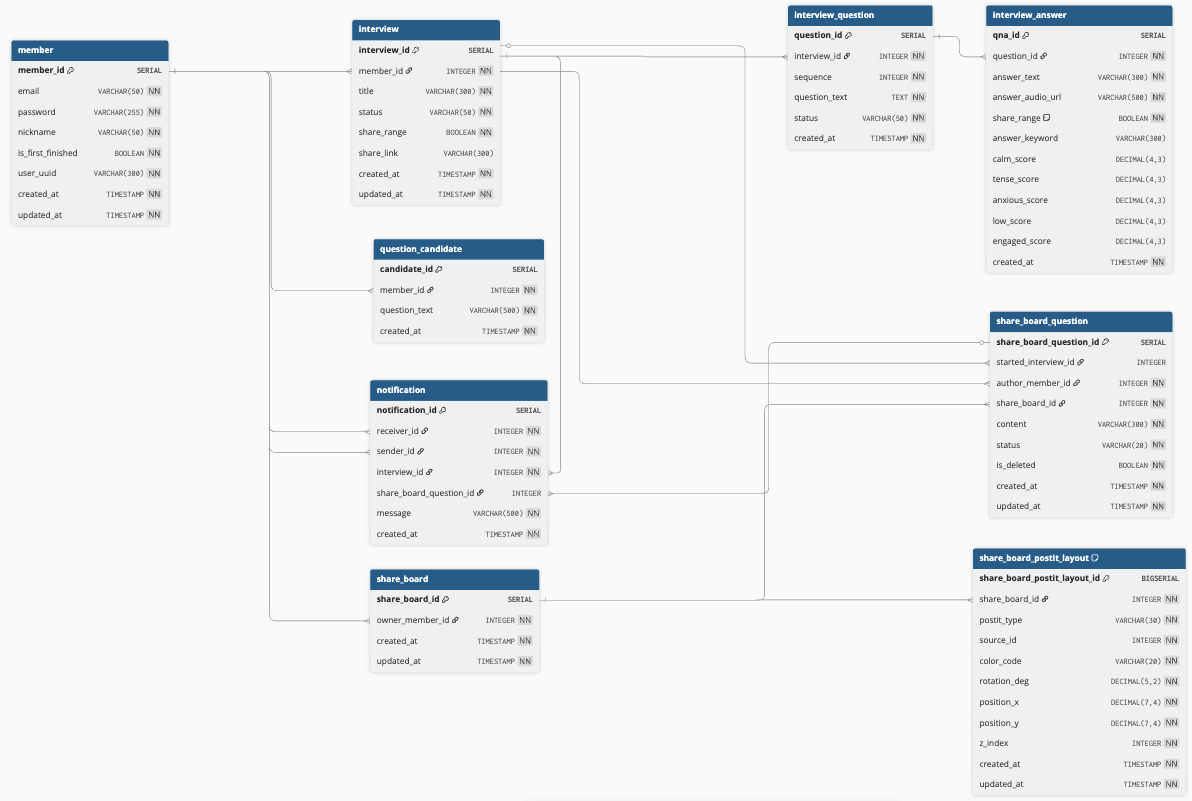 member
member_id SERIAL
email VARCHAR(50) NN
password VARCHAR(255) NN
nickname VARCHAR(50) NN
is_first_finished BOOLEAN NN
user_uuid VARCHAR(300) NN
created_at TIMESTAMP NN
updated_at TIMESTAMP NN
interview
interview_id SERIAL
member_id INTEGER NN
title VARCHAR(300) NN
status VARCHAR(50) NN
share_range BOOLEAN NN
share_link VARCHAR(300)
created_at TIMESTAMP NN
updated_at TIMESTAMP NN
question_candidate
candidate_id SERIAL
member_id INTEGER NN
question_text VARCHAR(500) NN
created_at TIMESTAMP NN
notification
notification_id SERIAL
receiver_id INTEGER NN
sender_id INTEGER NN
interview_id INTEGER NN
share_board_question_id INTEGER
message VARCHAR(500) NN
created_at TIMESTAMP NN
share_board
share_board_id SERIAL
owner_member_id INTEGER NN
created_at TIMESTAMP NN
updated_at TIMESTAMP NN
interview_question
question_id SERIAL
interview_id INTEGER NN
sequence INTEGER NN
question_text TEXT NN
status VARCHAR(50) NN
created_at TIMESTAMP NN
interview_answer
qna_id SERIAL
question_id INTEGER NN
answer_text VARCHAR(300) NN
answer_audio_url VARCHAR(500) NN
share_range BOOLEAN NN
answer_keyword VARCHAR(300)
calm_score DECIMAL(4,3)
tense_score DECIMAL(4,3)
anxious_score DECIMAL(4,3)
low_score DECIMAL(4,3)
engaged_score DECIMAL(4,3)
created_at TIMESTAMP NN
share_board_question
share_board_question_id SERIAL
started_interview_id INTEGER
author_member_id INTEGER NN
share_board_id INTEGER NN
content VARCHAR(300) NN
status VARCHAR(20) NN
is_deleted BOOLEAN NN
created_at TIMESTAMP NN
updated_at TIMESTAMP NN
share_board_postit_layout
share_board_postit_layout_id BIGSERIAL
share_board_id INTEGER NN
postit_type VARCHAR(30) NN
source_id INTEGER NN
color_code VARCHAR(20) NN
rotation_deg DECIMAL(5,2) NN
position_x DECIMAL(7,4) NN
position_y DECIMAL(7,4) NN
z_index INTEGER NN
created_at TIMESTAMP NN
updated_at TIMESTAMP NN